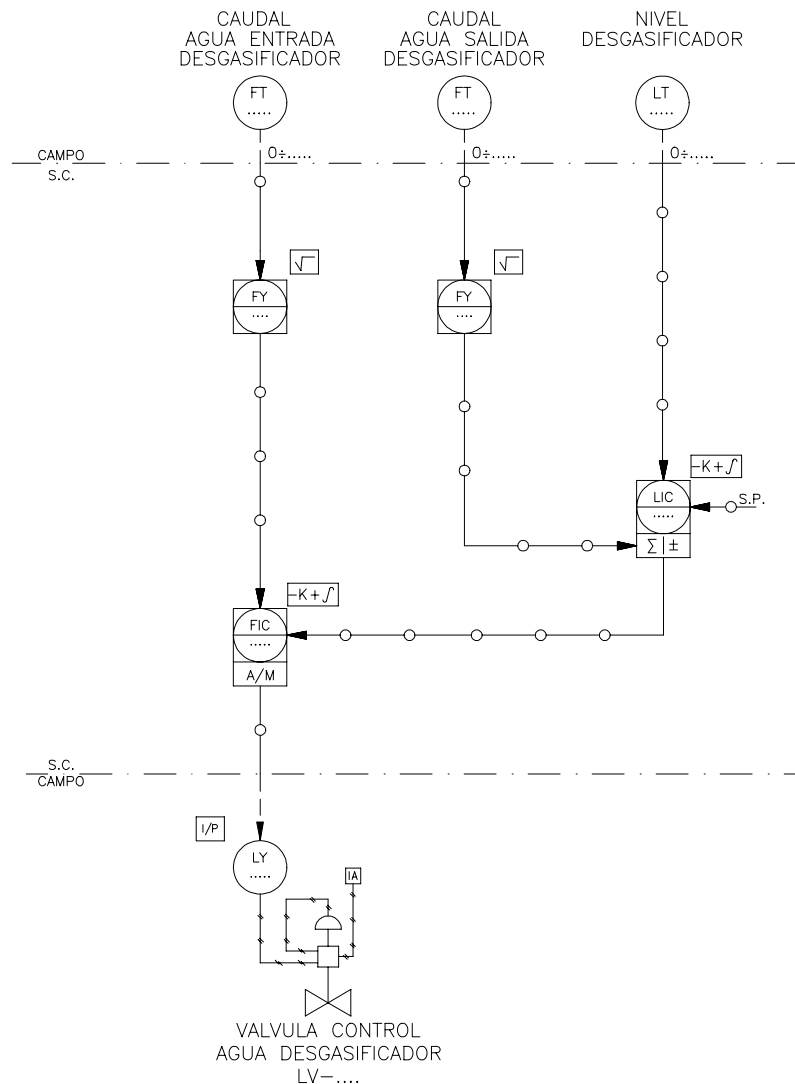 CAUDAL
AGUA ENTRADA
DESGASIFICADOR
CAUDAL
AGUA SALIDA
DESGASIFICADOR
NIVEL
DESGASIFICADOR
FT
.....
FT
.....
LT
.....
CAMPO
S.C.
0÷.....
0÷.....
0÷.....
√
√
FY
....
FY
....
-K+∫
LIC
.....
S.P.
∑|±
-K+∫
FIC
.....
A/M
S.C.
CAMPO
I/P
LY
.....
IA
VALVULA CONTROL
AGUA DESGASIFICADOR
LV-....